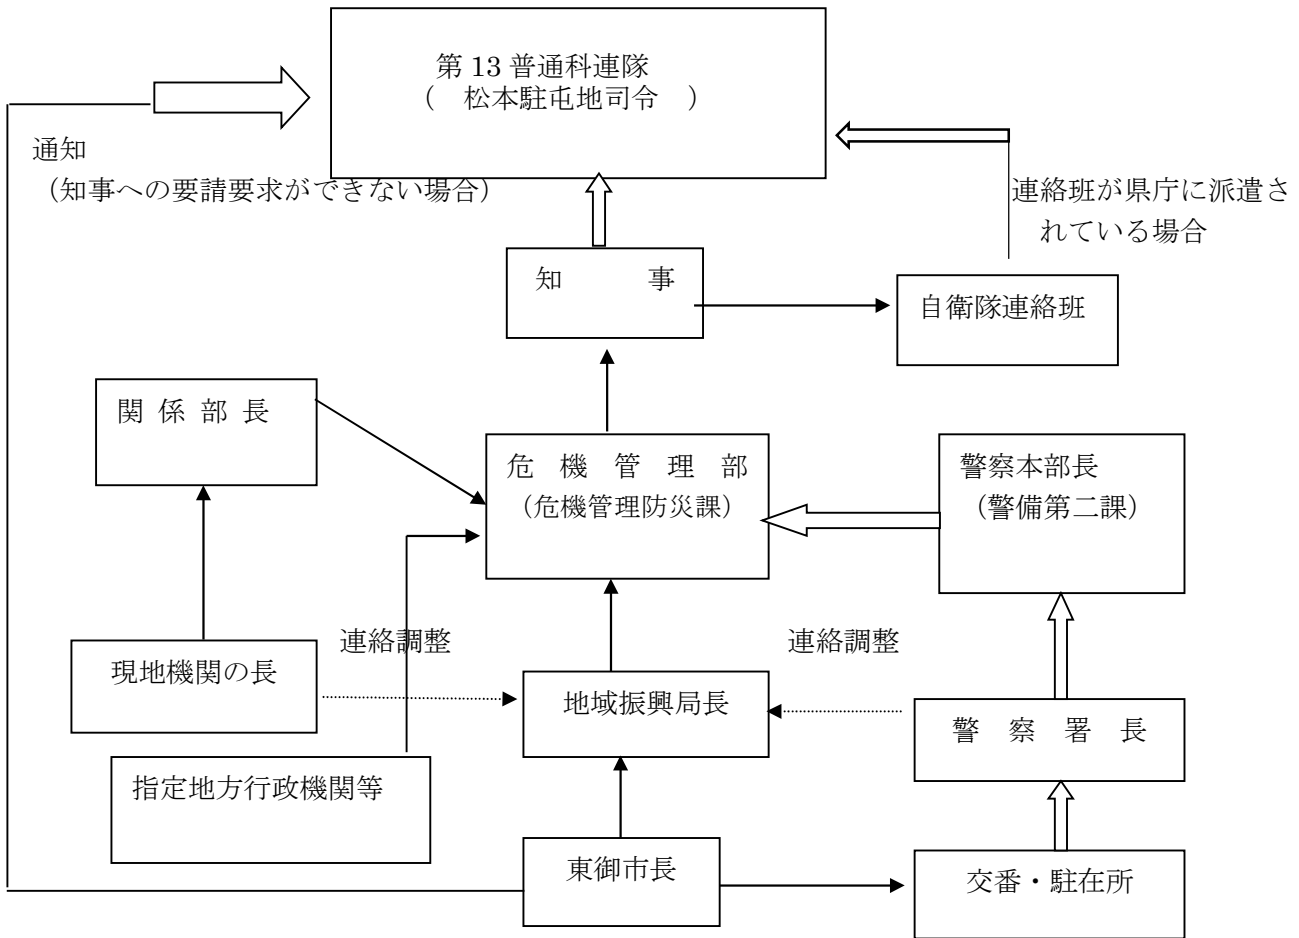 第 13 普通科連隊
（　松本駐屯地司令　）
通知
（知事への要請要求ができない場合）
連絡班が県庁に派遣さ
れている場合
知　　　事
自衛隊連絡班
関 係 部 長
危　機　管　理　部
（危機管理防災課）
警察本部長
（警備第二課）
連絡調整
連絡調整
現地機関の長
地域振興局長
警　察　署　長
指定地方行政機関等
東御市長
交番・駐在所